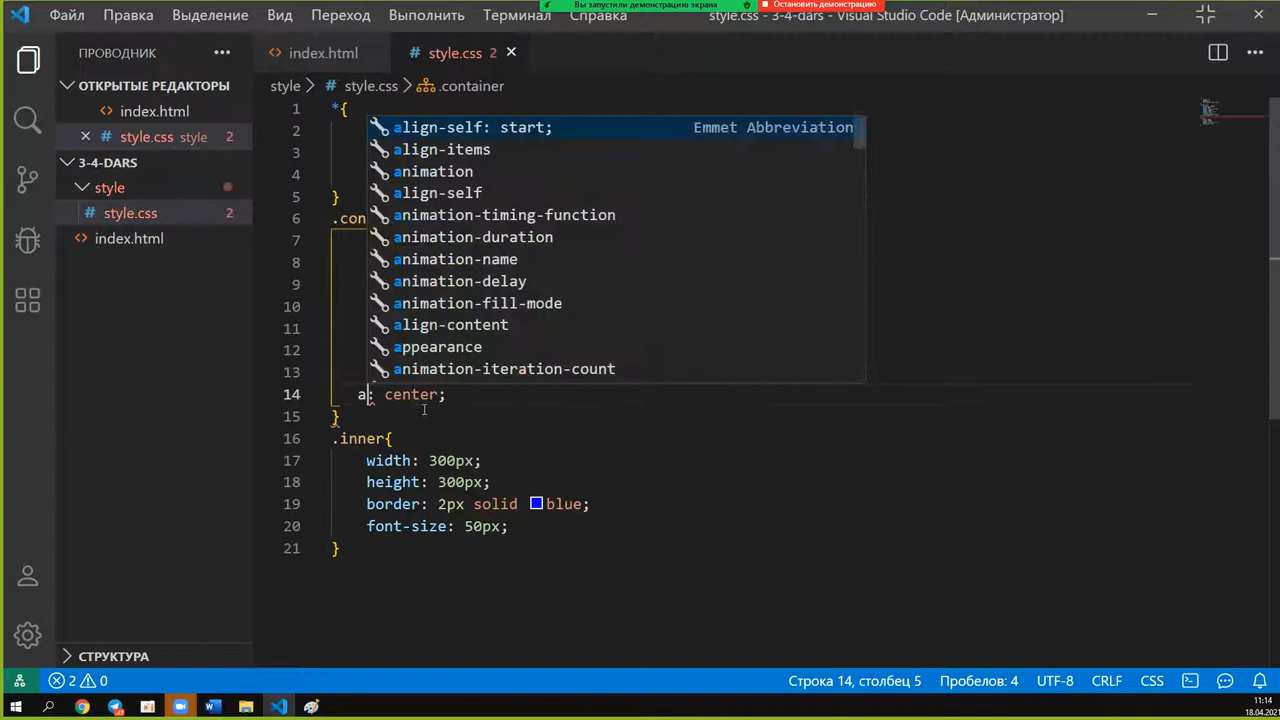 Вы запустили демонстрацию экрана
Остановить демонстрацию
Файл Правка Выделение Вид Переход Выполнить Терминал Справка
style.css - 3-4-dars - Visual Studio Code [Администратор]
ПРОВОДНИК
index.html
style.css 2
ОТКРЫТЫЕ РЕДАКТОРЫ
index.html
style.css style 2
3-4-DARS
style
style.css 2
index.html
СТРУКТУРА
style style.css .container
1 *{
2
3
4
5 }
6 .con
7
8
9
10
11
12
13
align-self: start; Emmet Abbreviation
align-items
animation
align-self
animation-timing-function
animation-duration
animation-name
animation-delay
animation-fill-mode
align-content
appearance
animation-iteration-count
14 a: center;
15 }
16 .inner{
17 width: 300px;
18 height: 300px;
19 border: 2px solid blue;
20 font-size: 50px;
21 }
2 0
Строка 14, столбец 5 Пробелов: 4 UTF-8 CRLF CSS
11:14
18.04.2021